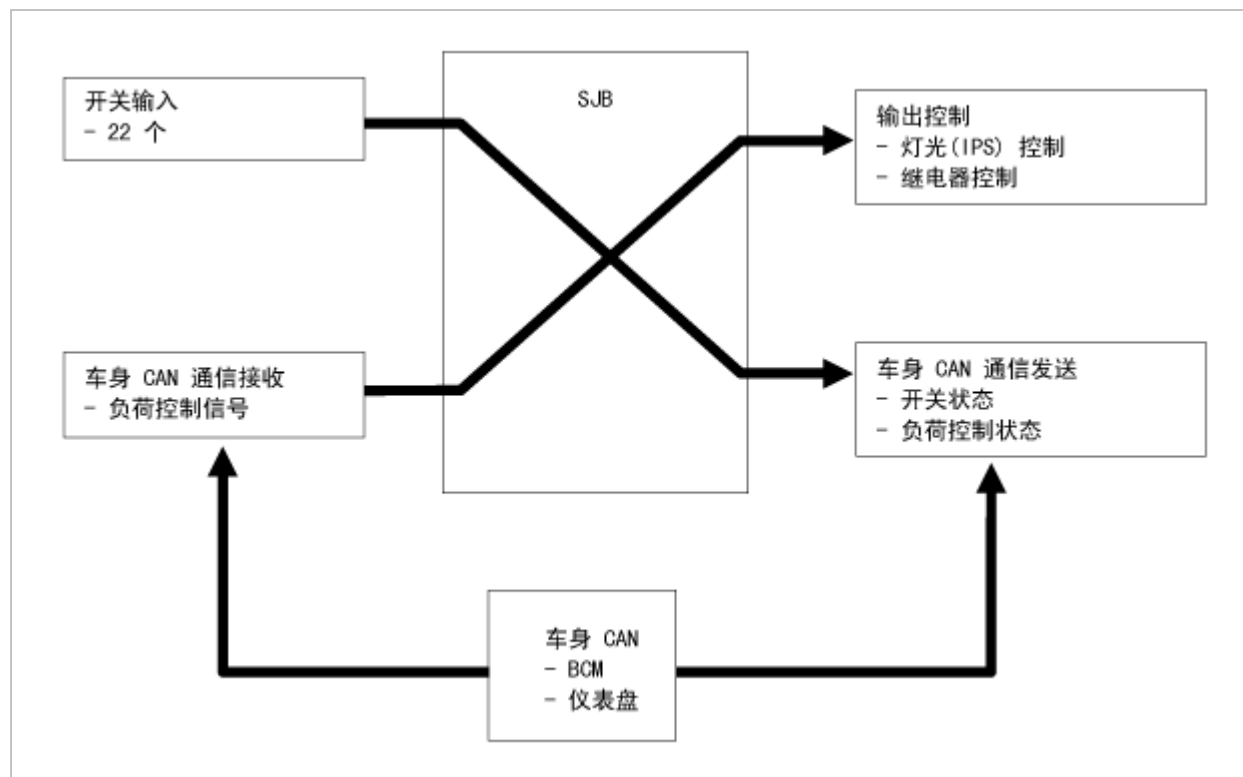 开关输入
- 22 个
SJB
输出控制
- 灯光(IPS) 控制
- 继电器控制
车身 CAN 通信接收
- 负荷控制信号
车身 CAN 通信发送
- 开关状态
- 负荷控制状态
车身 CAN
- BCM
- 仪表盘